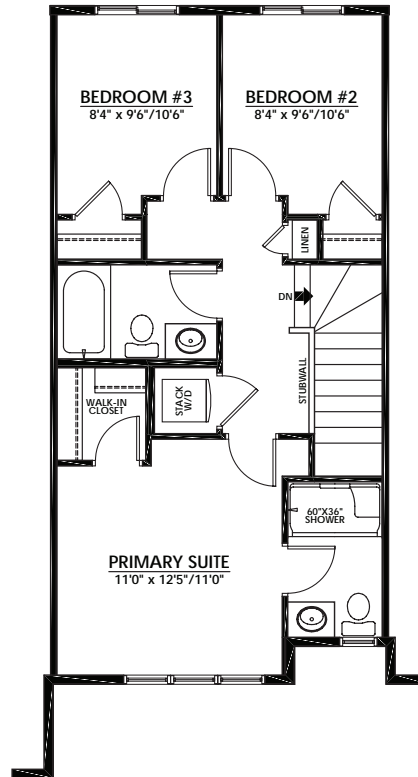 BEDROOM #3
8'4" x 9'6"/10'6"
BEDROOM #2
8'4" x 9'6"/10'6"
LINEN
DN
STUBWALL
WALK-IN
CLOSET
STACK
W/D
60"X36"
SHOWER
PRIMARY SUITE
11'0" x 12'5"/11'0"